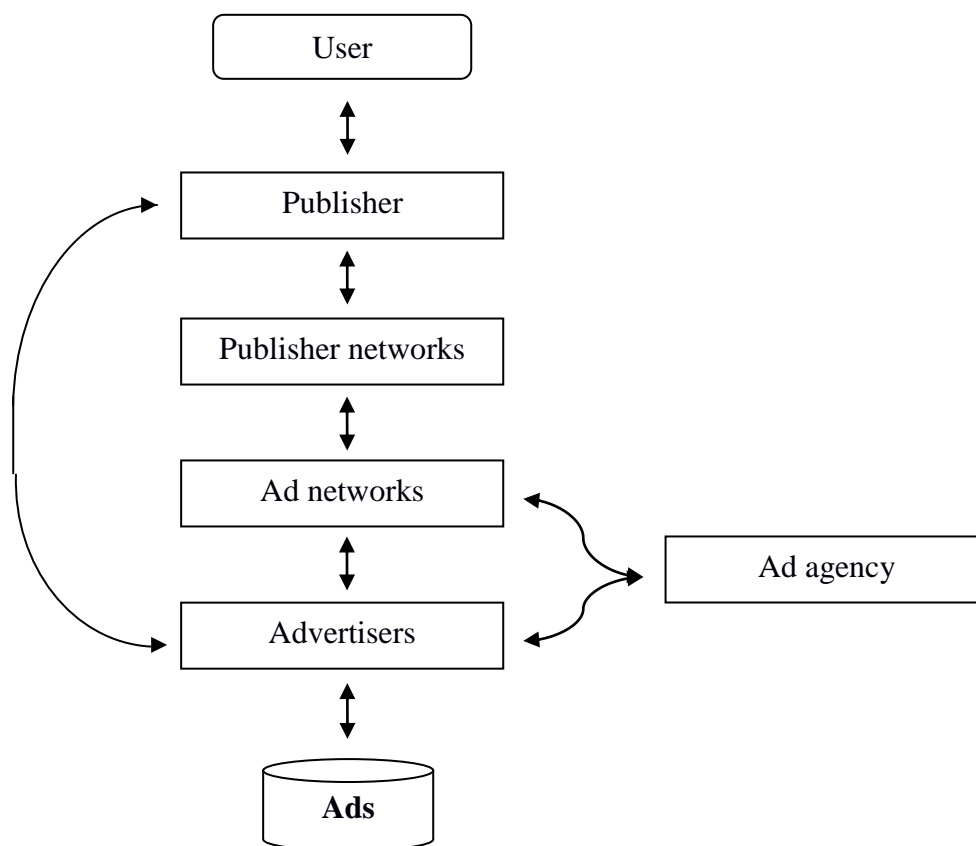 User
Publisher
Publisher networks
Ad networks
Ad agency
Advertisers
Ads